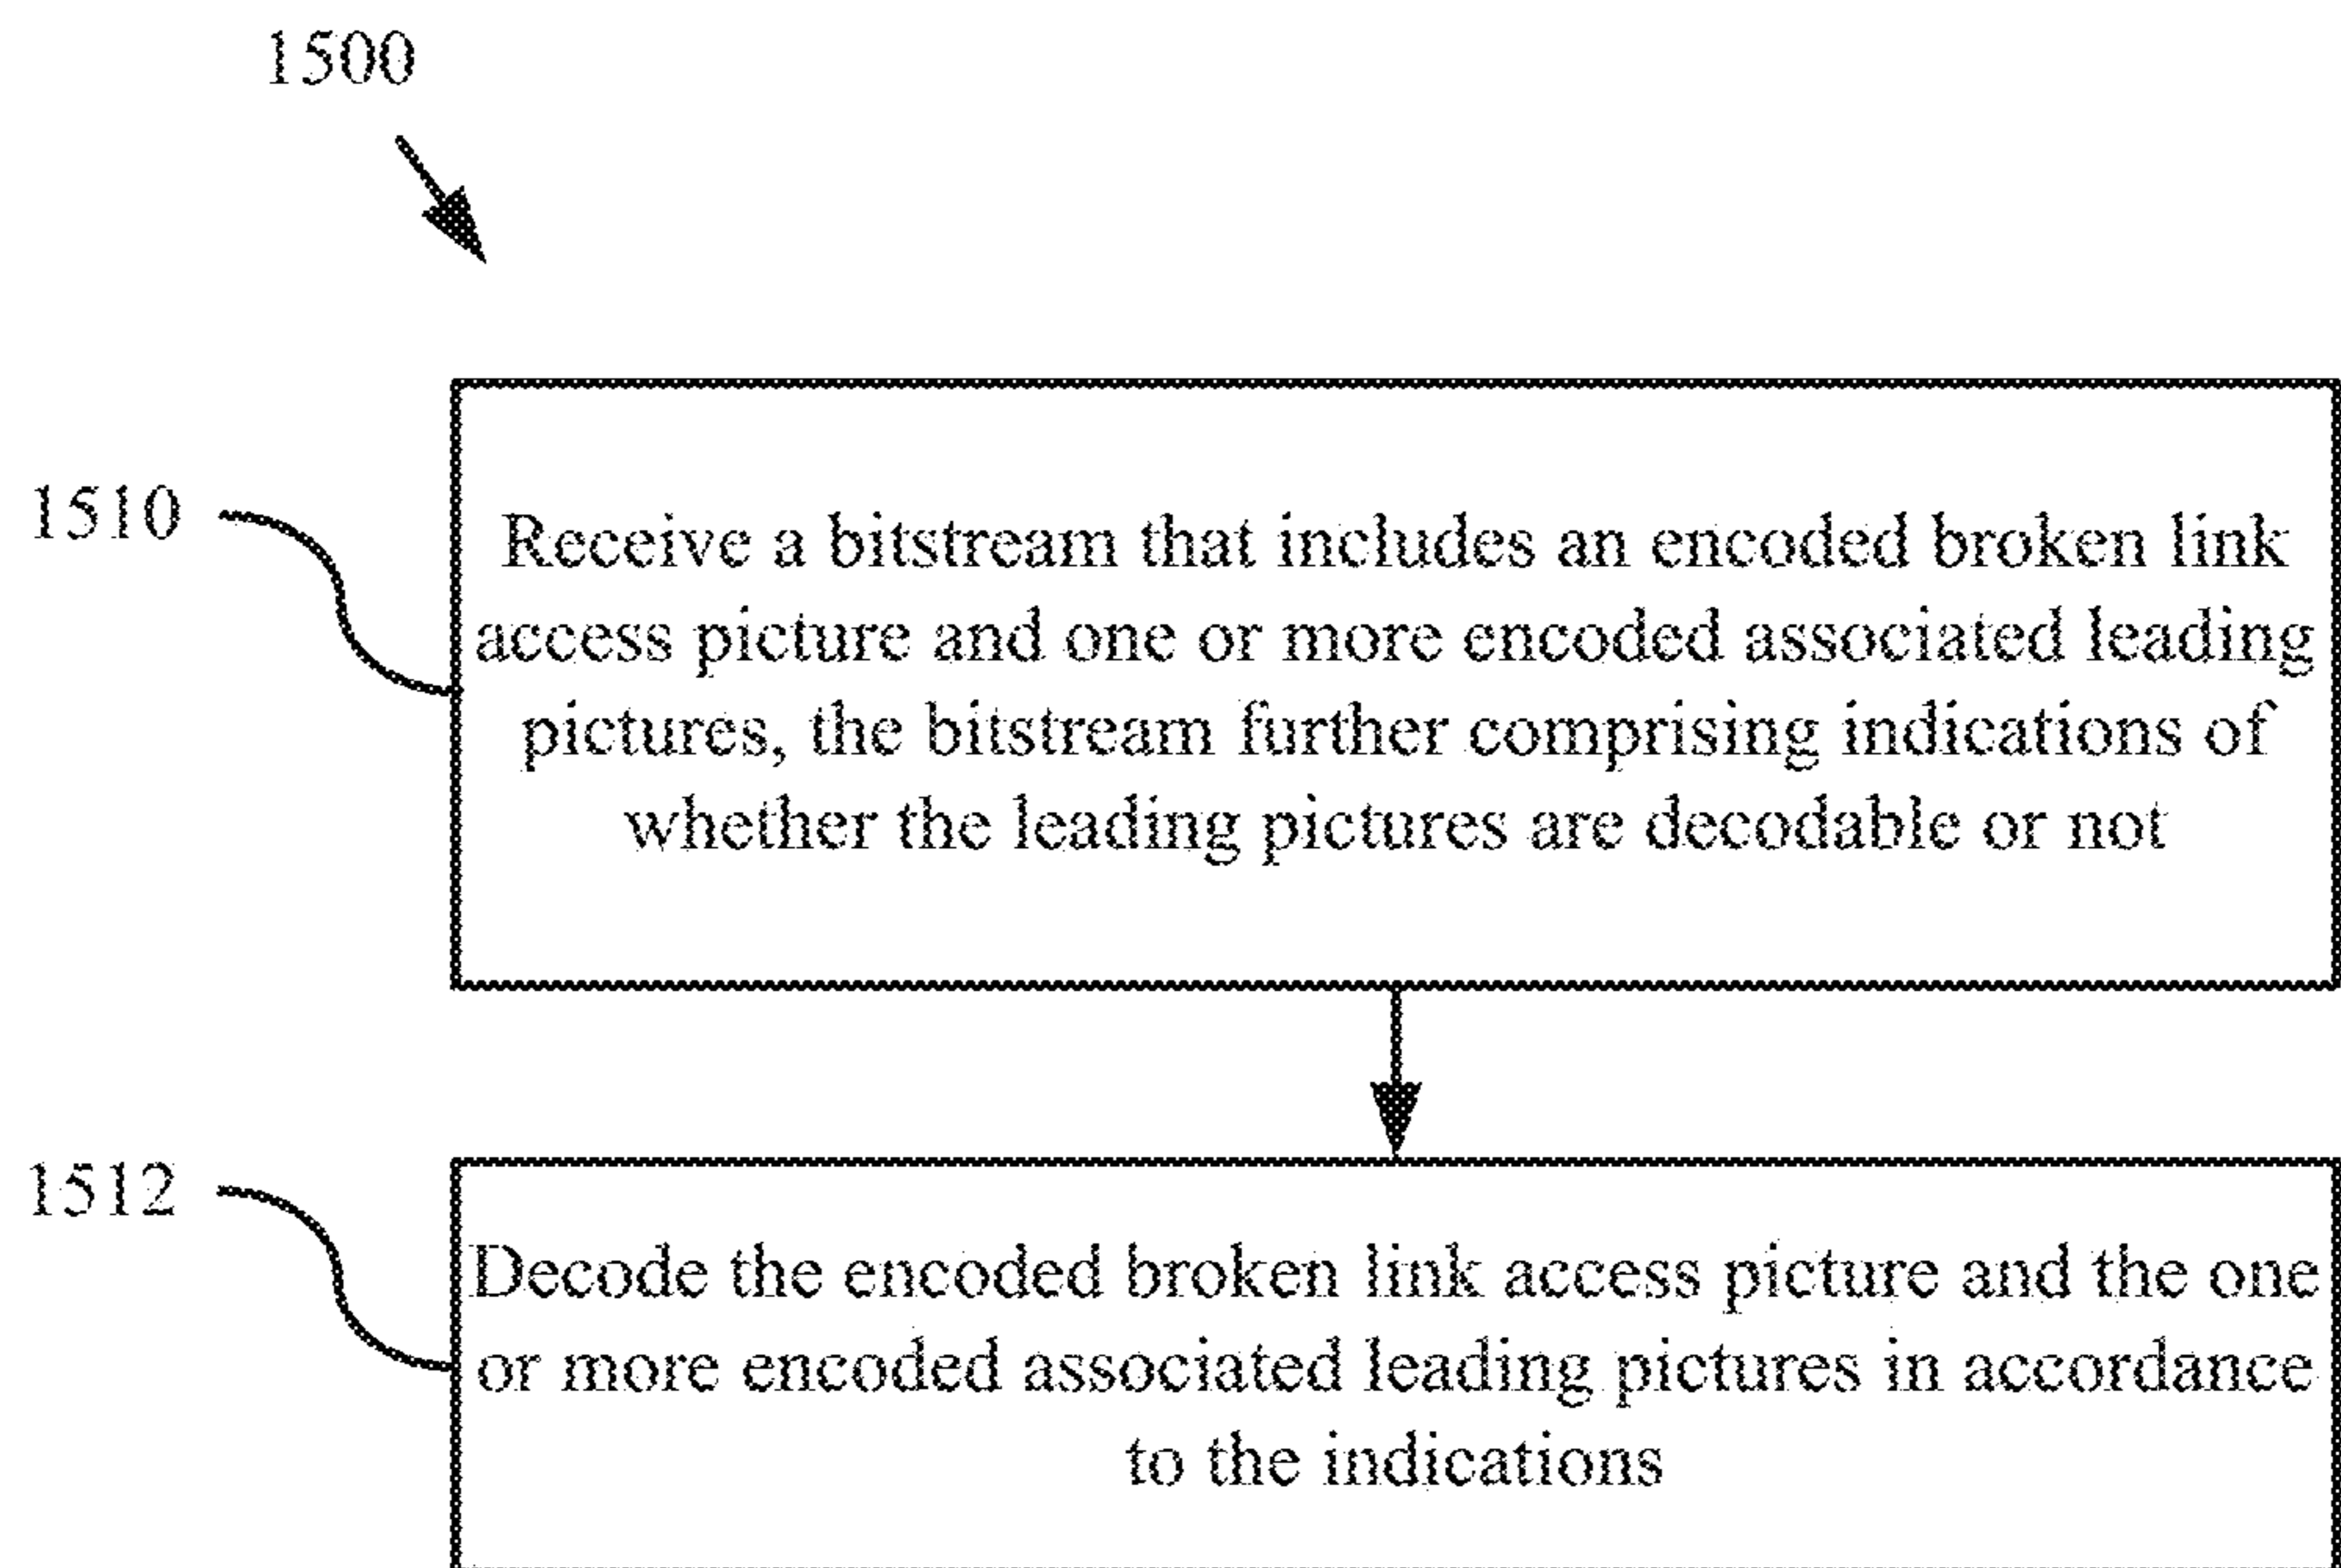 1500
1510
Receive a bitstream that includes an encoded broken link
access picture and one or more encoded associated leading
pictures, the bitstream further comprising indications of
whether the leading pictures are decodable or not
1512
Decode the encoded broken link access picture and the one
or more encoded associated leading pictures in accordance
to the indications